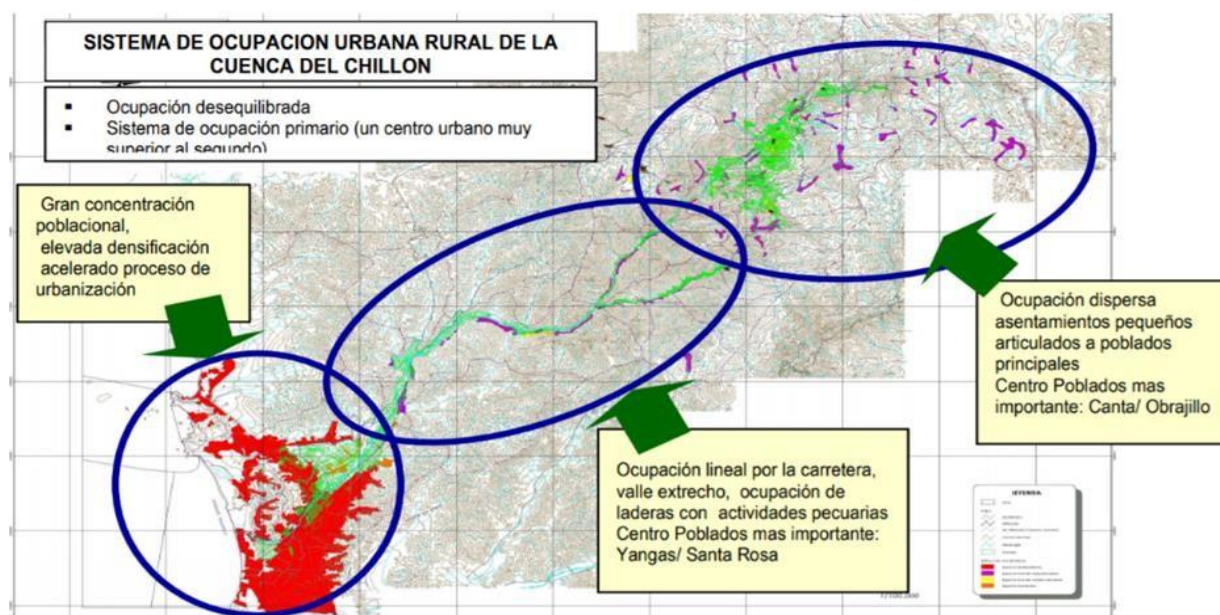 SISTEMA DE OCUPACION URBANA RURAL DE LA
CUENCA DEL CHILLON
▪ Ocupación desequilibrada
▪ Sistema de ocupación primario (un centro urbano muy
superior al segundo)
Gran concentración
poblacional,
elevada densificación
acelerado proceso de
urbanización
Ocupación dispersa
asentamientos pequeños
articulados a poblados
principales
Centro Poblados mas
importante: Canta/ Obrajillo
Ocupación lineal por la carretera,
valle extrecho, ocupación de
laderas con actividades pecuarias
Centro Poblados mas importante:
Yangas/ Santa Rosa
LEYENDA